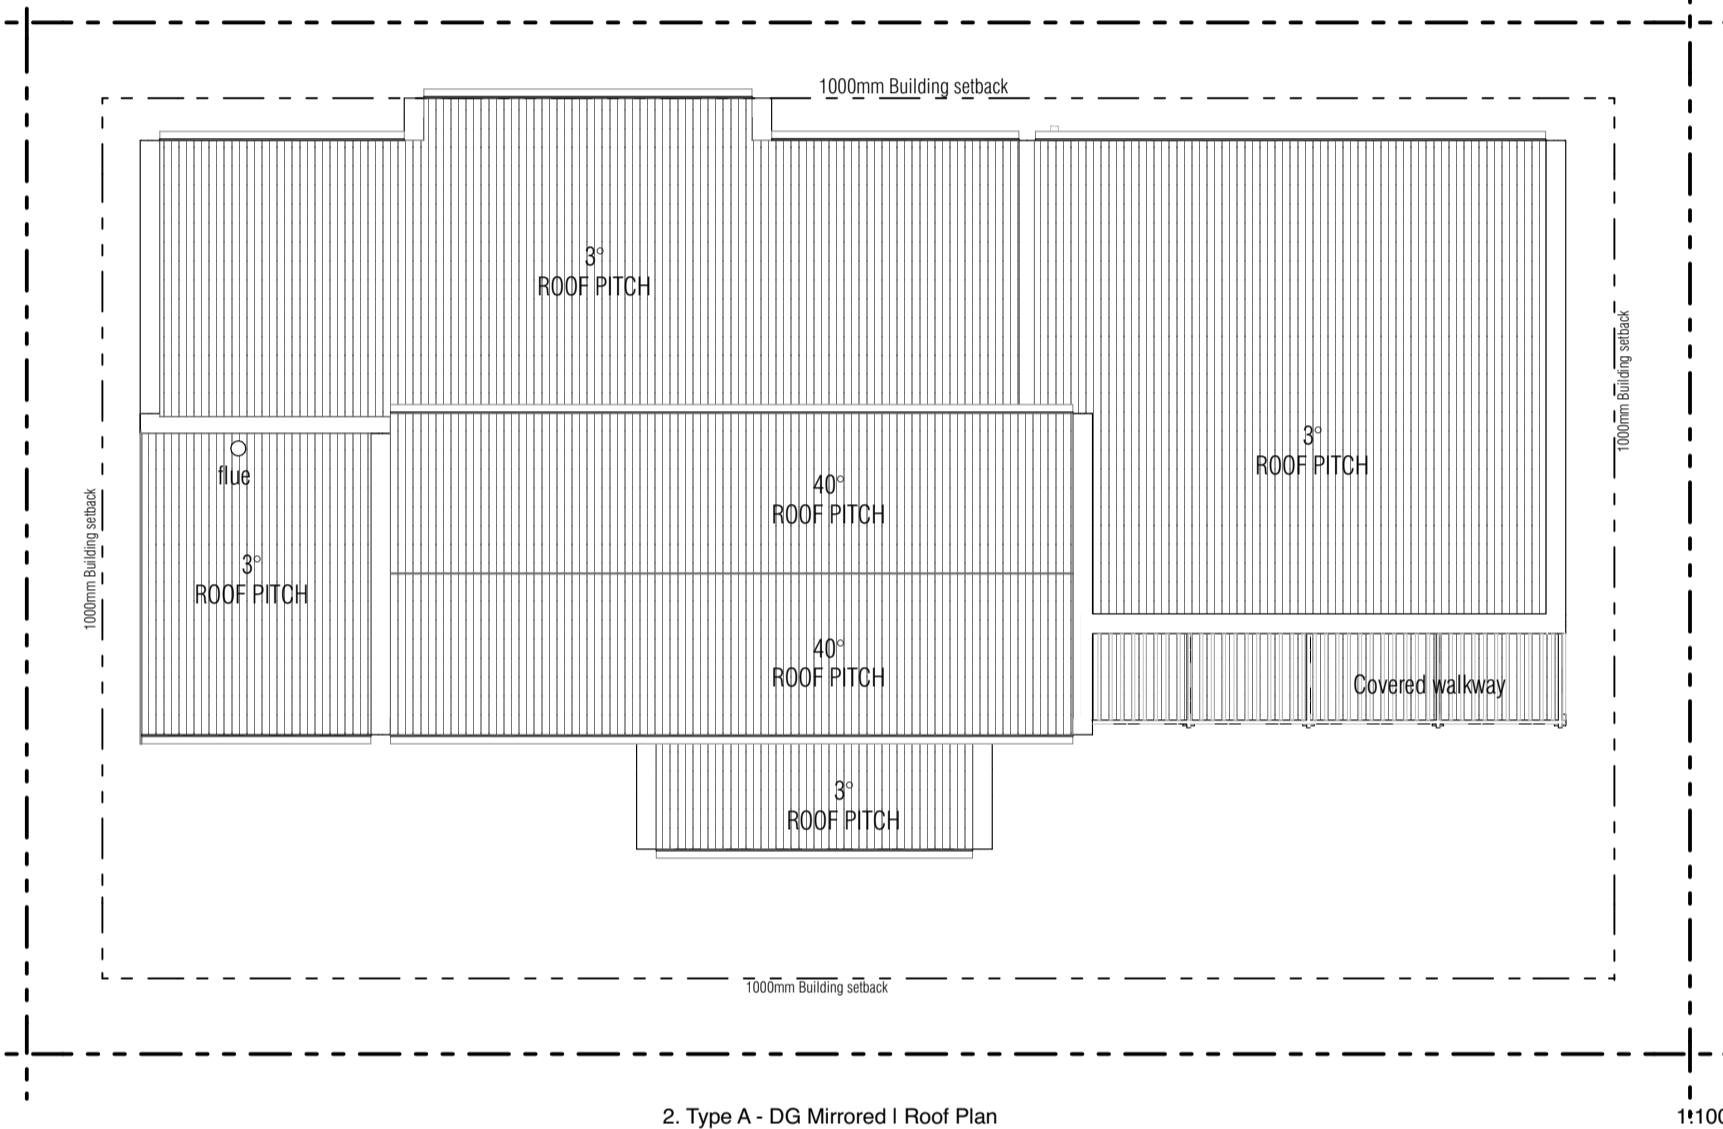 1000mm Building setback
3°
ROOF PITCH
1000mm Building setback
3°
ROOF PITCH
flue
40°
ROOF PITCH
1000mm Building setback
3°
ROOF PITCH
40°
ROOF PITCH
Covered walkway
3°
ROOF PITCH
1000mm Building setback
2. Type A - DG Mirrored | Roof Plan
1:100